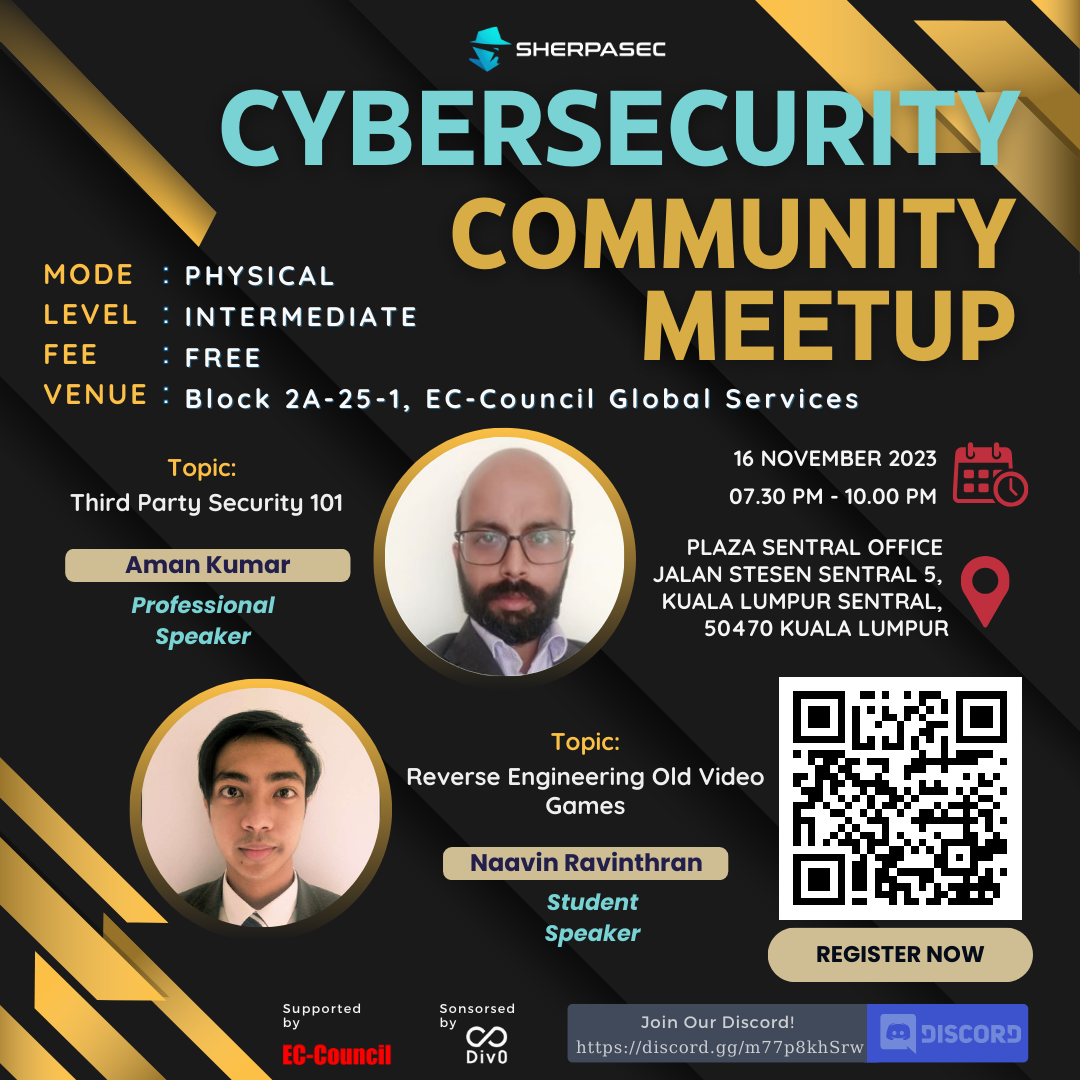 SHERPASEC
CYBERSECURITY
COMMUNITY
MEETUP
MODE : PHYSICAL
LEVEL : INTERMEDIATE
FEE : FREE
VENUE : Block 2A-25-1, EC-Council Global Services
Topic:
Third Party Security 101
Aman Kumar
Professional
Speaker
16 NOVEMBER 2023
07.30 PM - 10.00 PM
PLAZA SENTRAL OFFICE
JALAN STESEN SENTRAL 5,
KUALA LUMPUR SENTRAL,
50470 KUALA LUMPUR
Topic:
Reverse Engineering Old Video
Games
Naavin Ravinthran
Student
Speaker
REGISTER NOW
Supported
by
EC-Council
Sonsorsed
by
Div0
Join Our Discord!
https://discord.gg/m77p8khSrw
DISCORD